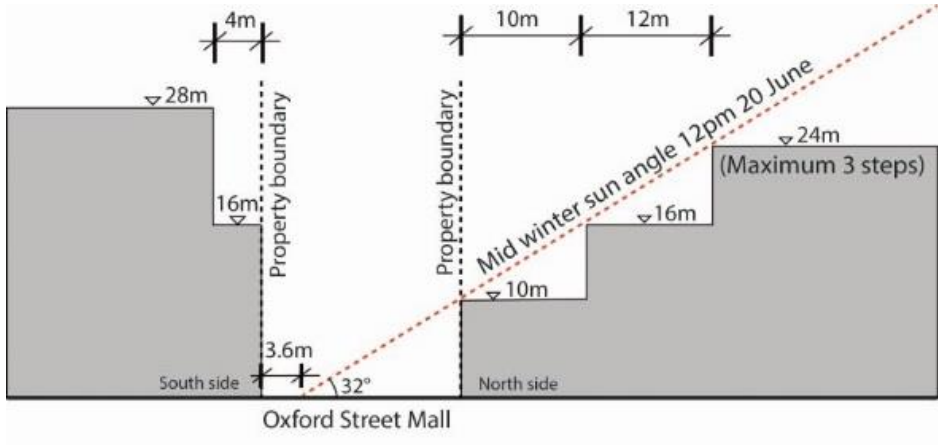 4m
10m
12m
28m
Property boundary
Property boundary
Mid winter sun angle 12pm 20 June
24m
(Maximum 3 steps)
16m
16m
10m
3.6m
South side
32°
North side
Oxford Street Mall